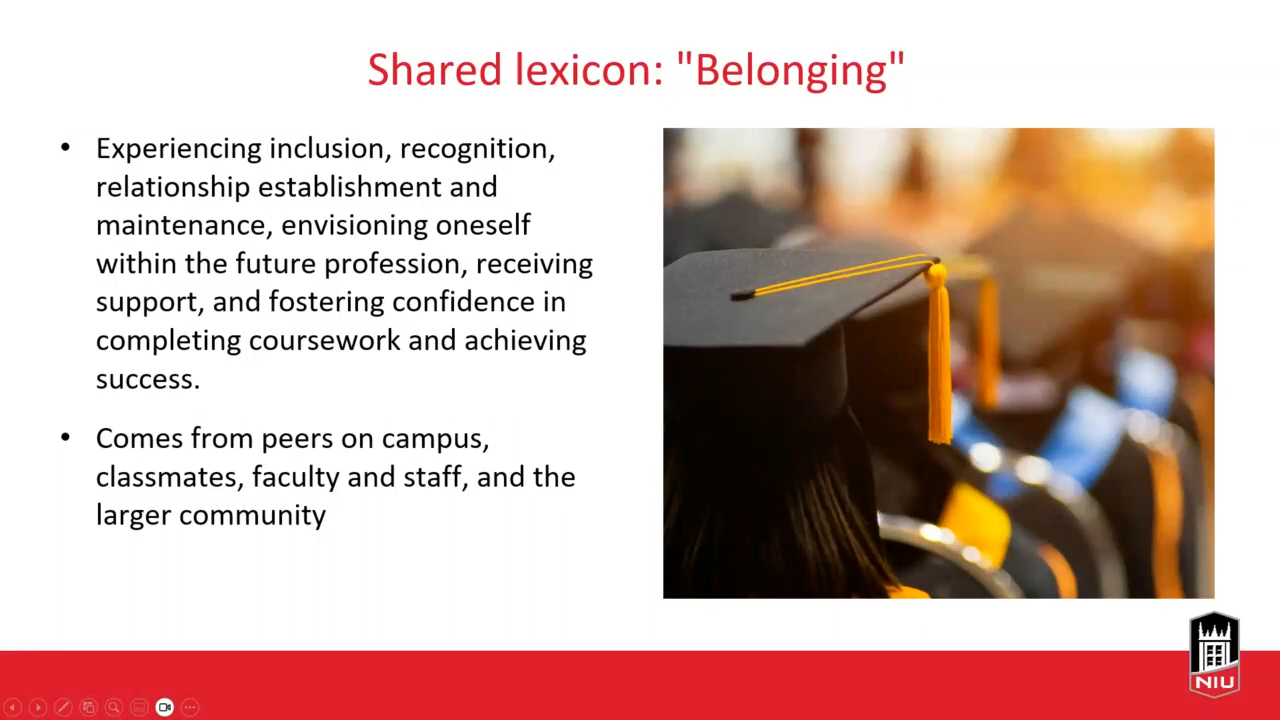 Shared lexicon: "Belonging"
• Experiencing inclusion, recognition,
relationship establishment and
maintenance, envisioning oneself
within the future profession, receiving
support, and fostering confidence in
completing coursework and achieving
success.
• Comes from peers on campus,
classmates, faculty and staff, and the
larger community
NIU